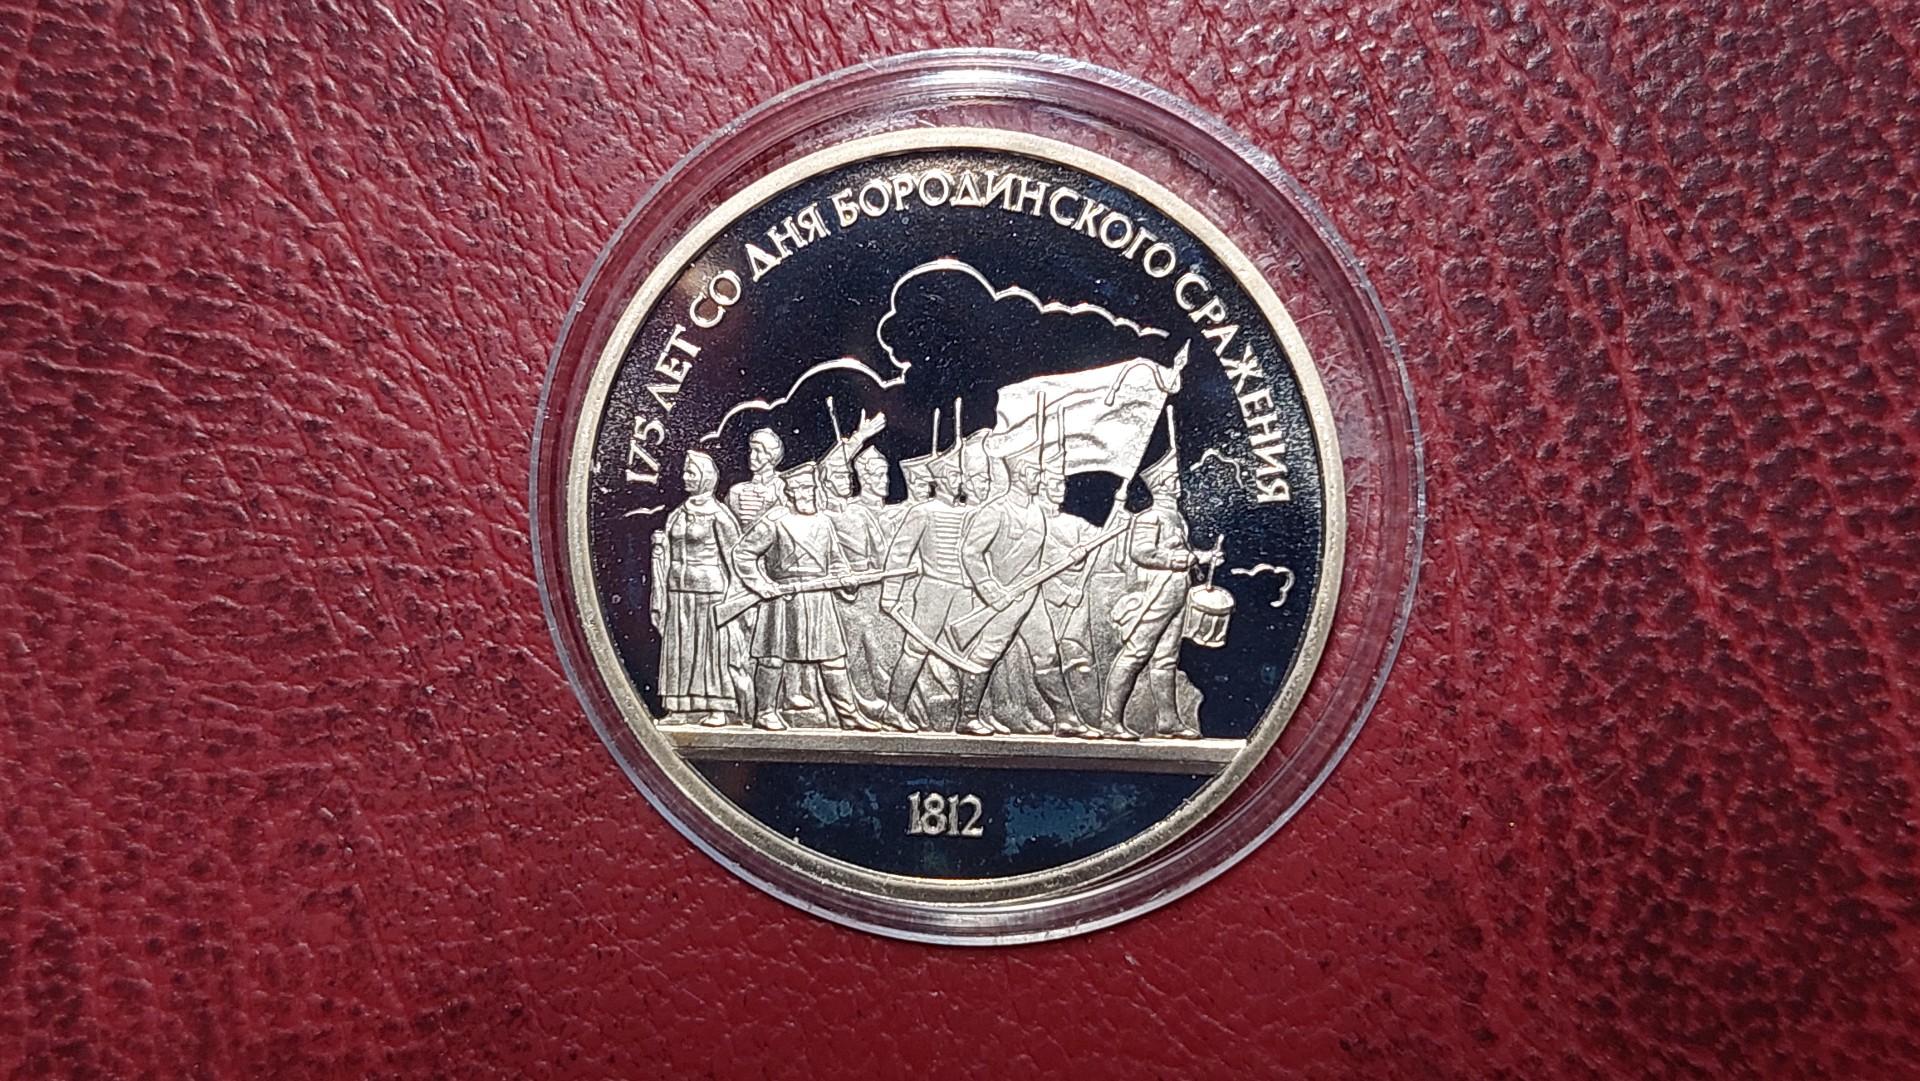 175 ЛЕТ СО ДНЯ БОРОДИНСКОГО СРАЖЕНИЯ
1812